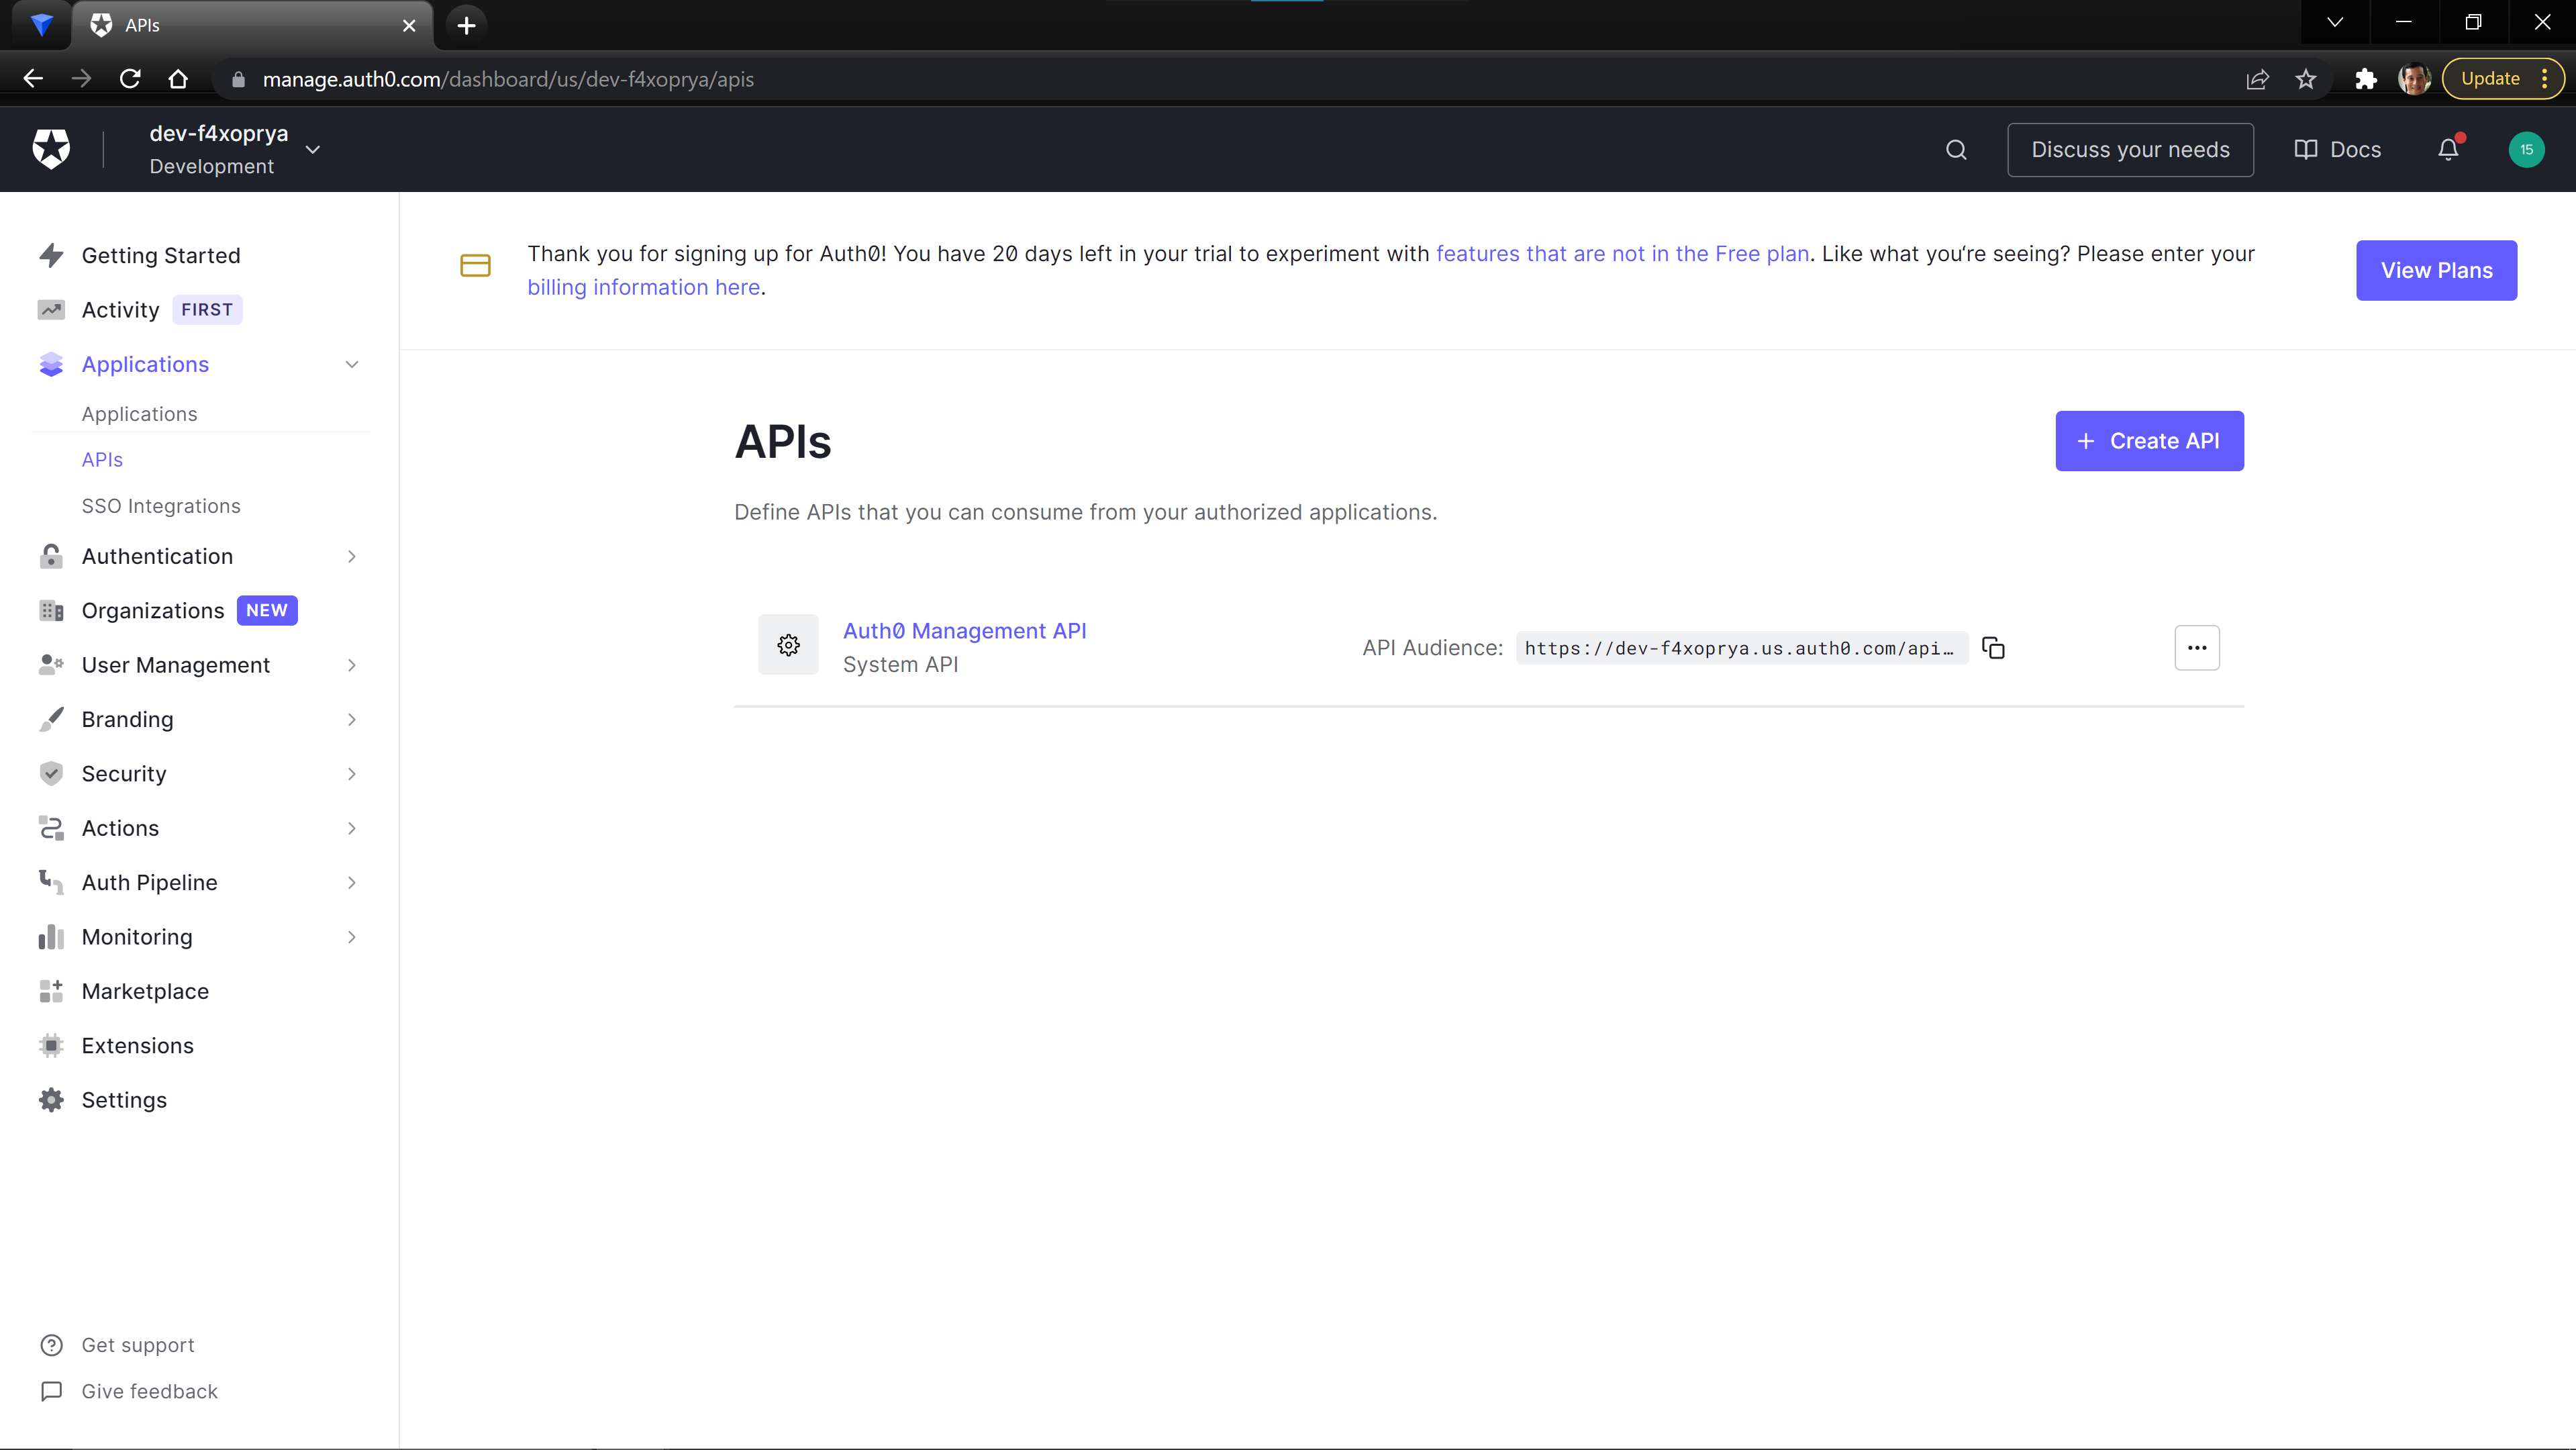 APIs
manage.auth0.com/dashboard/us/dev-f4xoprya/apis
Update
dev-f4xoprya
Development
Discuss your needs
Docs
15
Getting Started
Activity FIRST
Applications
Applications
APIs
SSO Integrations
Authentication
Organizations NEW
User Management
Branding
Security
Actions
Auth Pipeline
Monitoring
Marketplace
Extensions
Settings
Get support
Give feedback
Thank you for signing up for Auth0! You have 20 days left in your trial to experiment with features that are not in the Free plan. Like what you‘re seeing? Please enter your
billing information here.
View Plans
APIs
+ Create API
Define APIs that you can consume from your authorized applications.
Auth0 Management API
System API
API Audience: https://dev-f4xoprya.us.auth0.com/api…